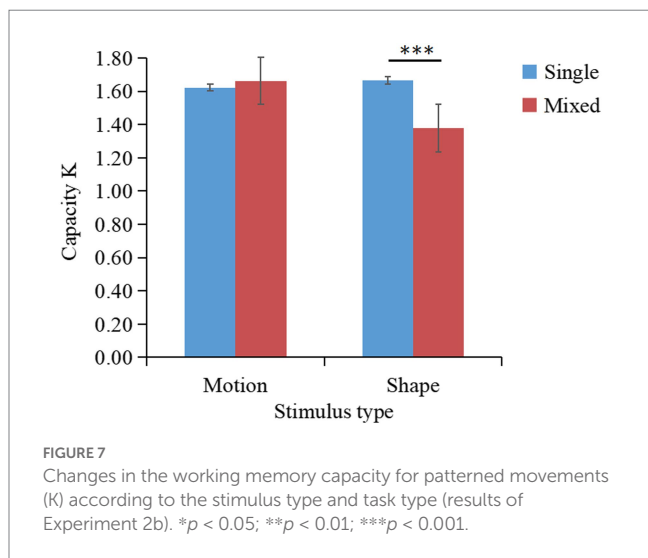 1.80
1.60
1.40
1.20
1.00
0.80
0.60
0.40
0.20
0.00
Capacity K
***
Single
Mixed
Motion
Shape
Stimulus type
FIGURE 7
Changes in the working memory capacity for patterned movements
(K) according to the stimulus type and task type (results of
Experiment 2b). *p < 0.05; **p < 0.01; ***p < 0.001.